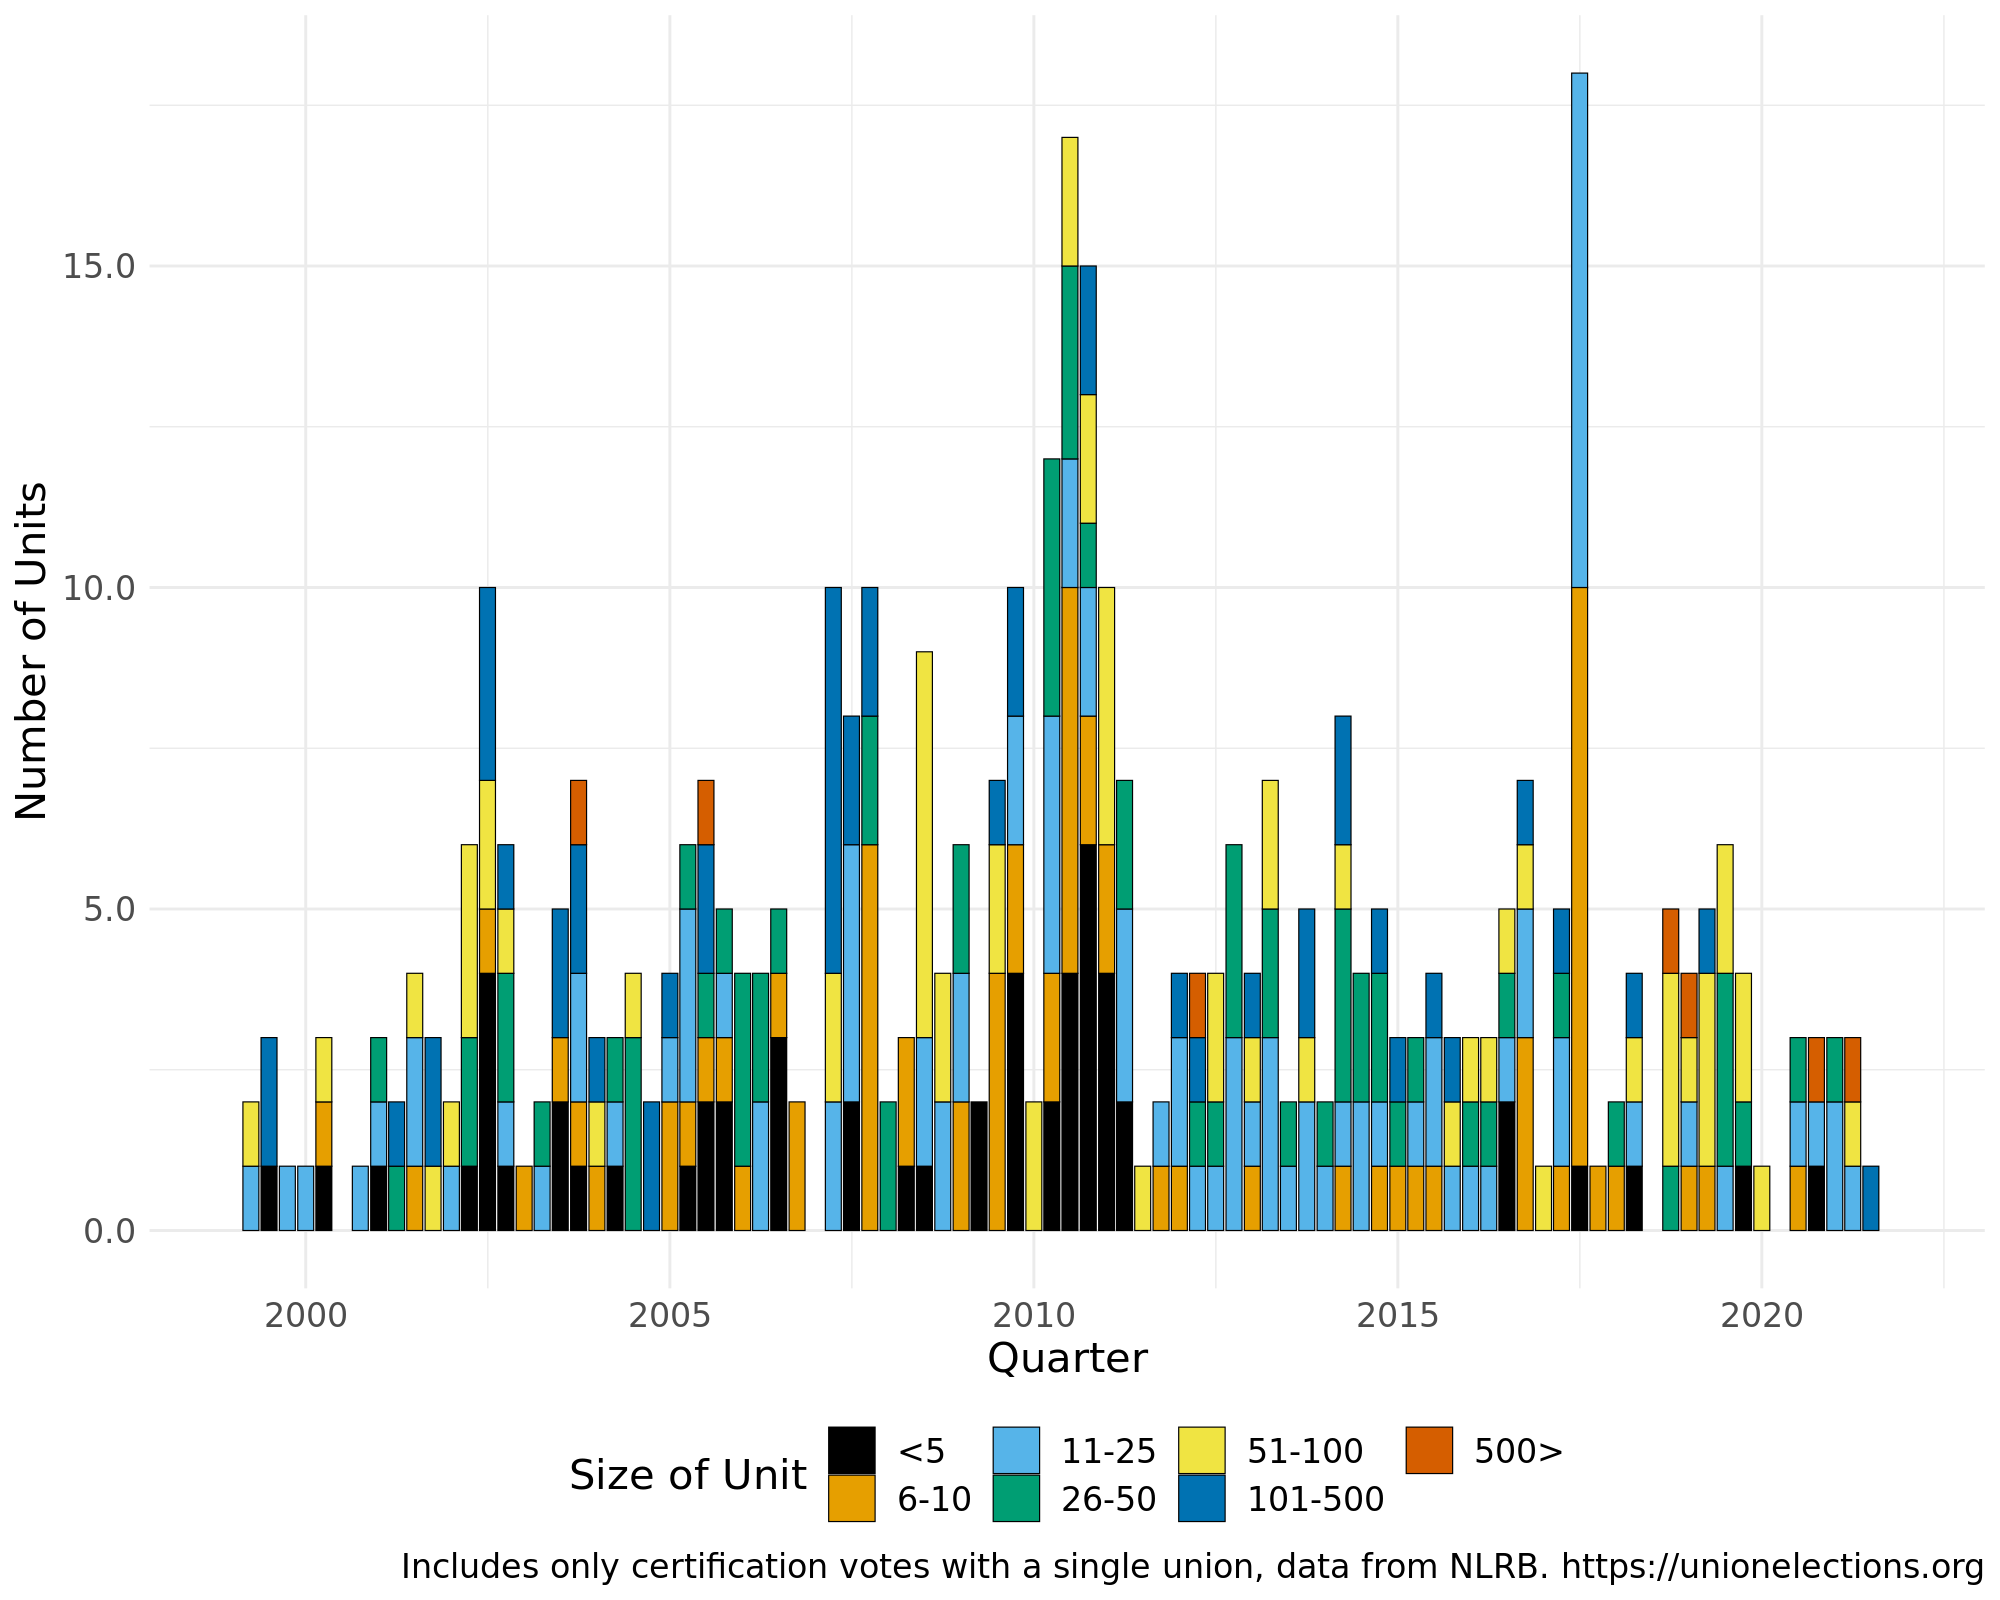 Number of Units
15.0
10.0
5.0
0.0
2000 2005 2010 2015 2020
Quarter
Size of Unit
<5 11-25 51-100 500>
6-10 26-50 101-500
Includes only certification votes with a single union, data from NLRB. https://unionelections.org